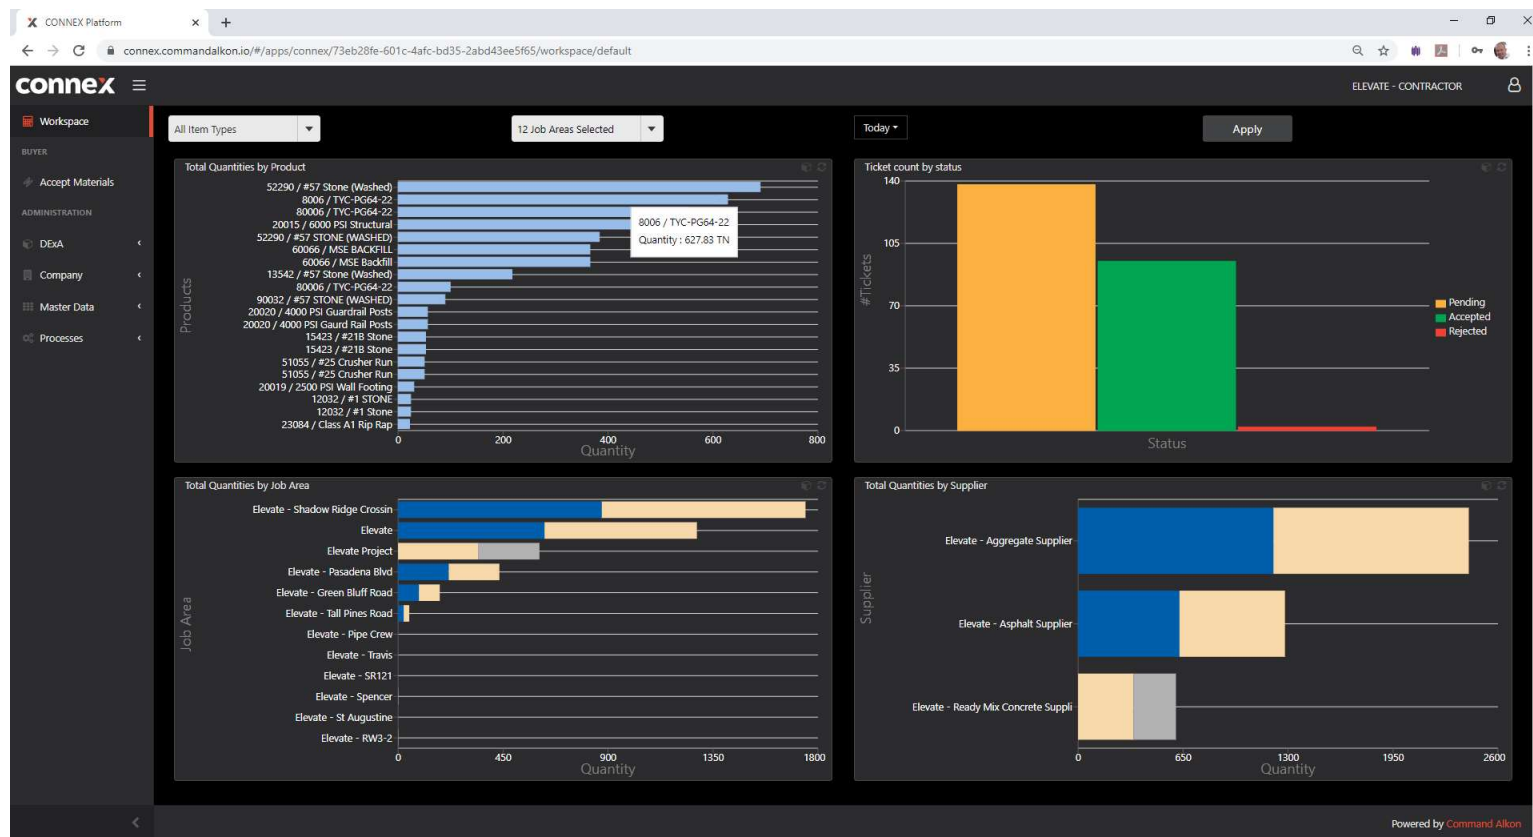 CONNEX Platform
connex.commandalkon.io/#/apps/connex/73eb28fe-601c-4afc-bd35-2abd43ee5f65/workspace/default
connex
ELEVATE - CONTRACTOR
Workspace
BUYER
Accept Materials
ADMINISTRATION
DExA
Company
Master Data
Processes
All Item Types
12 Job Areas Selected
Today
Apply
Total Quantities by Product
Products
52290 / #57 Stone (Washed)
8006 / TYC-PG64-22
80006 / TYC-PG64-22
20015 / 6000 PSI Structural
52290 / #57 STONE (WASHED)
60066 / MSE BACKFILL
60066 / MSE Backfill
13542 / #57 Stone (Washed)
80006 / TYC-PG64-22
90032 / #57 STONE (WASHED)
20020 / 4000 PSI Guardrail Posts
20020 / 4000 PSI Gaurd Rail Posts
15423 / #21B Stone
15423 / #21B Stone
51055 / #25 Crusher Run
51055 / #25 Crusher Run
20019 / 2500 PSI Wall Footing
12032 / #1 STONE
12032 / #1 Stone
23084 / Class A1 Rip Rap
8006 / TYC-PG64-22
Quantity : 627.83 TN
0 200 400 600 800
Quantity
Ticket count by status
#Tickets
140
105
70
35
0
Status
Pending
Accepted
Rejected
Total Quantities by Job Area
Job Area
Elevate - Shadow Ridge Crossin
Elevate
Elevate Project
Elevate - Pasadena Blvd
Elevate - Green Bluff Road
Elevate - Tall Pines Road
Elevate - Pipe Crew
Elevate - Travis
Elevate - SR121
Elevate - Spencer
Elevate - St Augustine
Elevate - RW3-2
0 450 900 1350 1800
Quantity
Total Quantities by Supplier
Supplier
Elevate - Aggregate Supplier
Elevate - Asphalt Supplier
Elevate - Ready Mix Concrete Suppli
0 650 1300 1950 2600
Quantity
Powered by Command Alkon